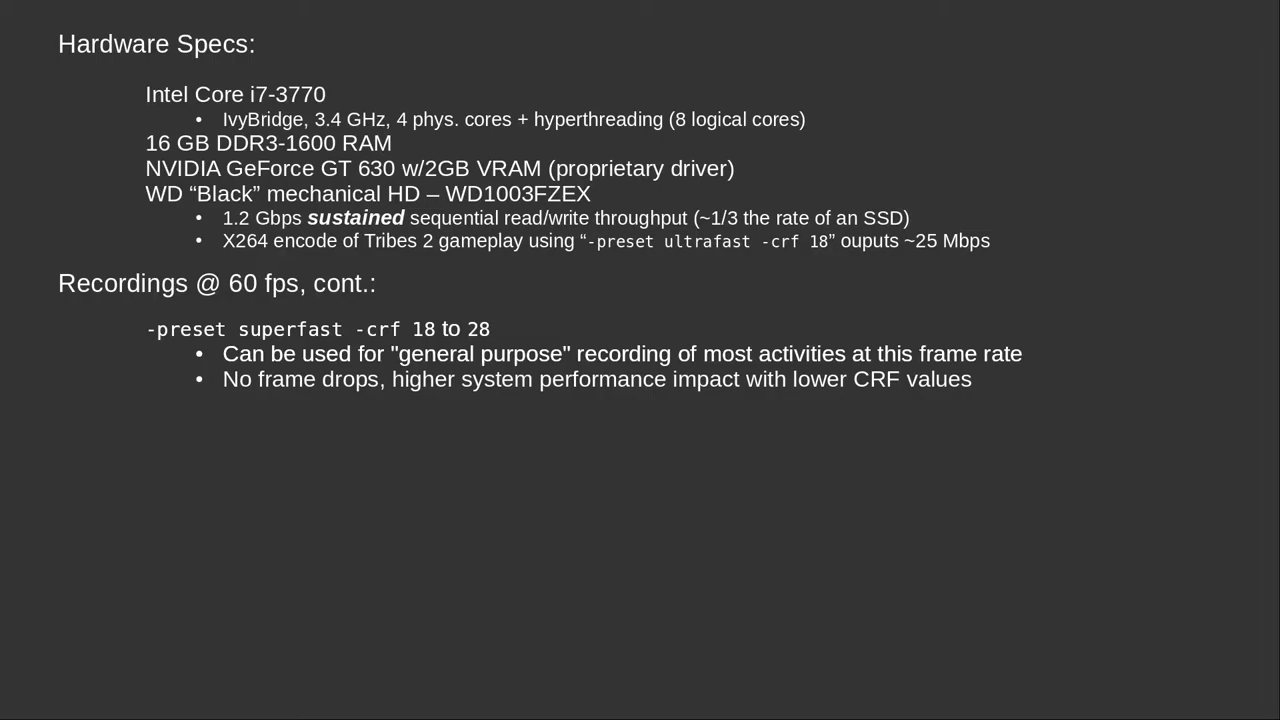 Hardware Specs:
Intel Core i7-3770
• IvyBridge, 3.4 GHz, 4 phys. cores + hyperthreading (8 logical cores)
16 GB DDR3-1600 RAM
NVIDIA GeForce GT 630 w/2GB VRAM (proprietary driver)
WD “Black” mechanical HD – WD1003FZEX
• 1.2 Gbps sustained sequential read/write throughput (~1/3 the rate of an SSD)
• X264 encode of Tribes 2 gameplay using “-preset ultrafast -crf 18” ouputs ~25 Mbps
Recordings @ 60 fps, cont.:
-preset superfast -crf 18 to 28
• Can be used for "general purpose" recording of most activities at this frame rate
• No frame drops, higher system performance impact with lower CRF values